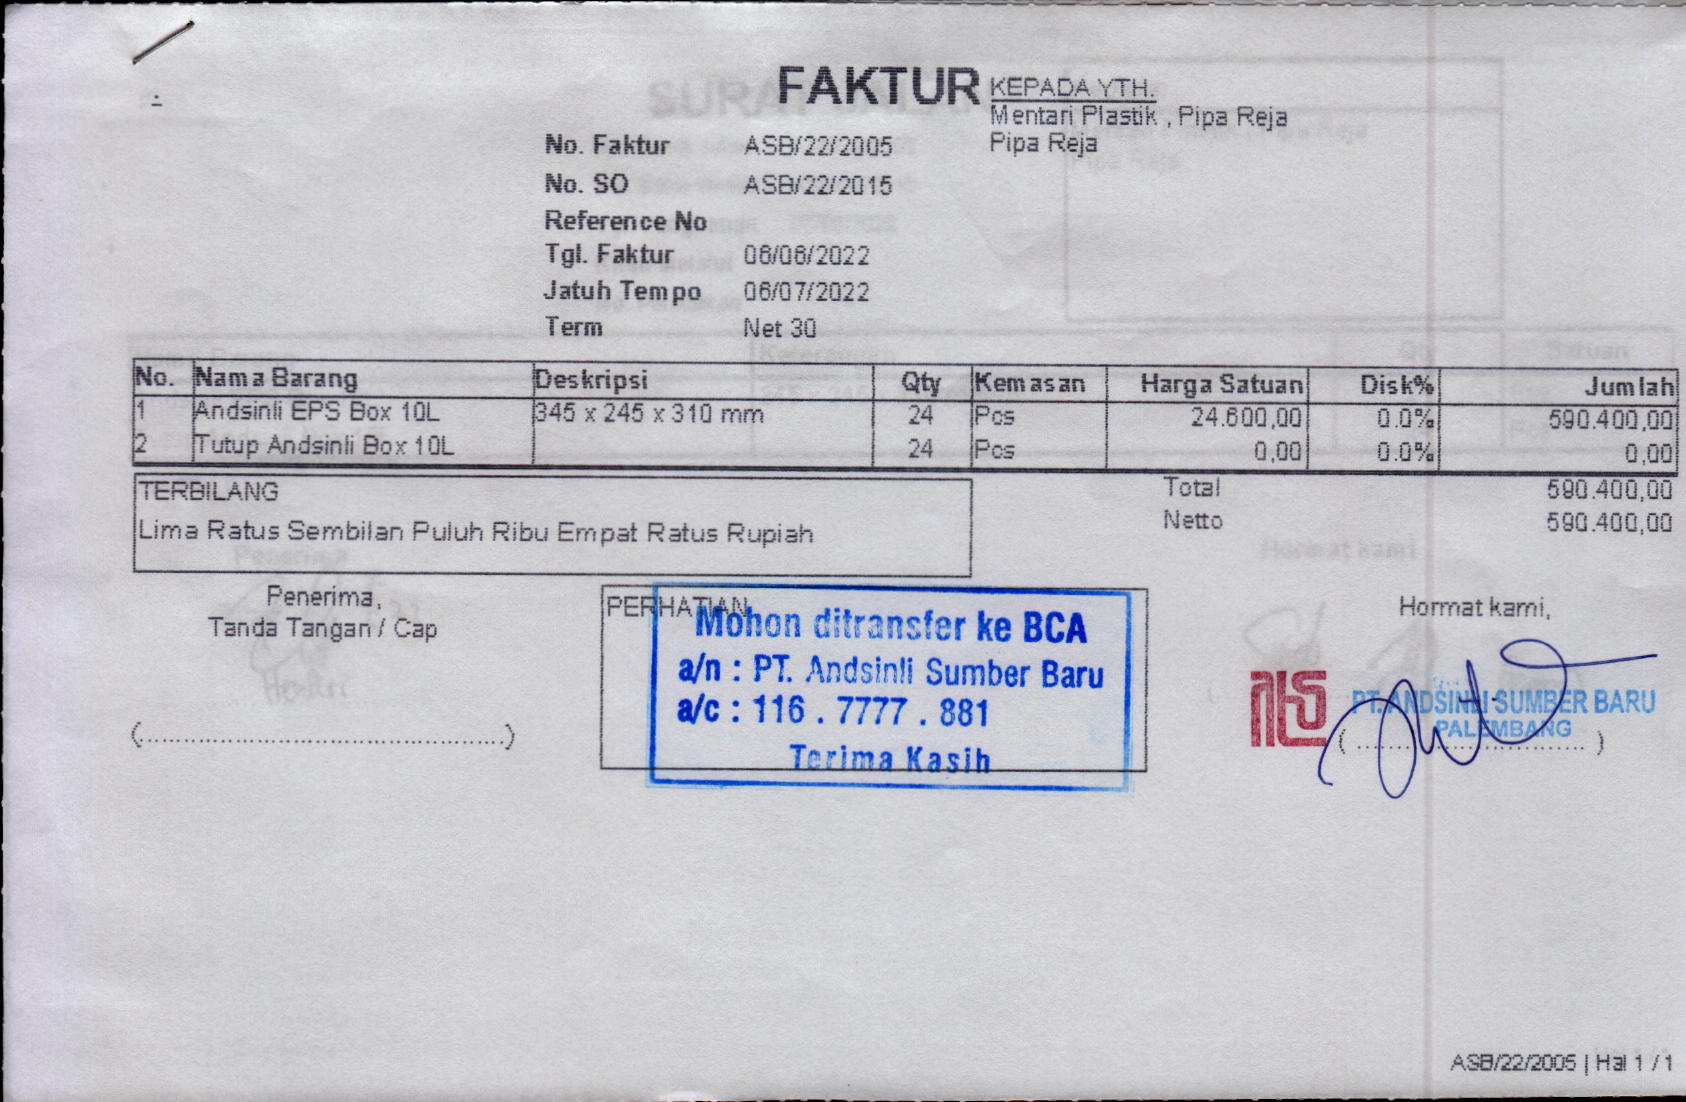 FAKTUR
KEPADA YTH.
Mentari Plastik , Pipa Reja
Pipa Reja
No. Faktur ASB/22/2005
No. SO ASB/22/2015
Reference No
Tgl. Faktur 06/06/2022
Jatuh Tempo 06/07/2022
Term Net 30
No. Nama Barang Deskripsi Qty Kemasan Harga Satuan Disk% Jumlah
1 Andsinli EPS Box 10L 345 x 245 x 310 mm 24 Pcs 24.600,00 0.0% 590.400,00
2 Tutup Andsinli Box 10L 24 Pcs 0,00 0.0% 0,00
TERBILANG
Lima Ratus Sembilan Puluh Ribu Empat Ratus Rupiah
Total 590.400,00
Netto 590.400,00
Penerima,
Tanda Tangan / Cap
(..............................................)
PERHATIAN
Mohon ditransfer ke BCA
a/n : PT. Andsinli Sumber Baru
a/c : 116 . 7777 . 881
Terima Kasih
Hormat kami,
PT. ANDSINLI SUMBER BARU
PALEMBANG
( .............................. )
ASB/22/2005 | Hal 1 / 1